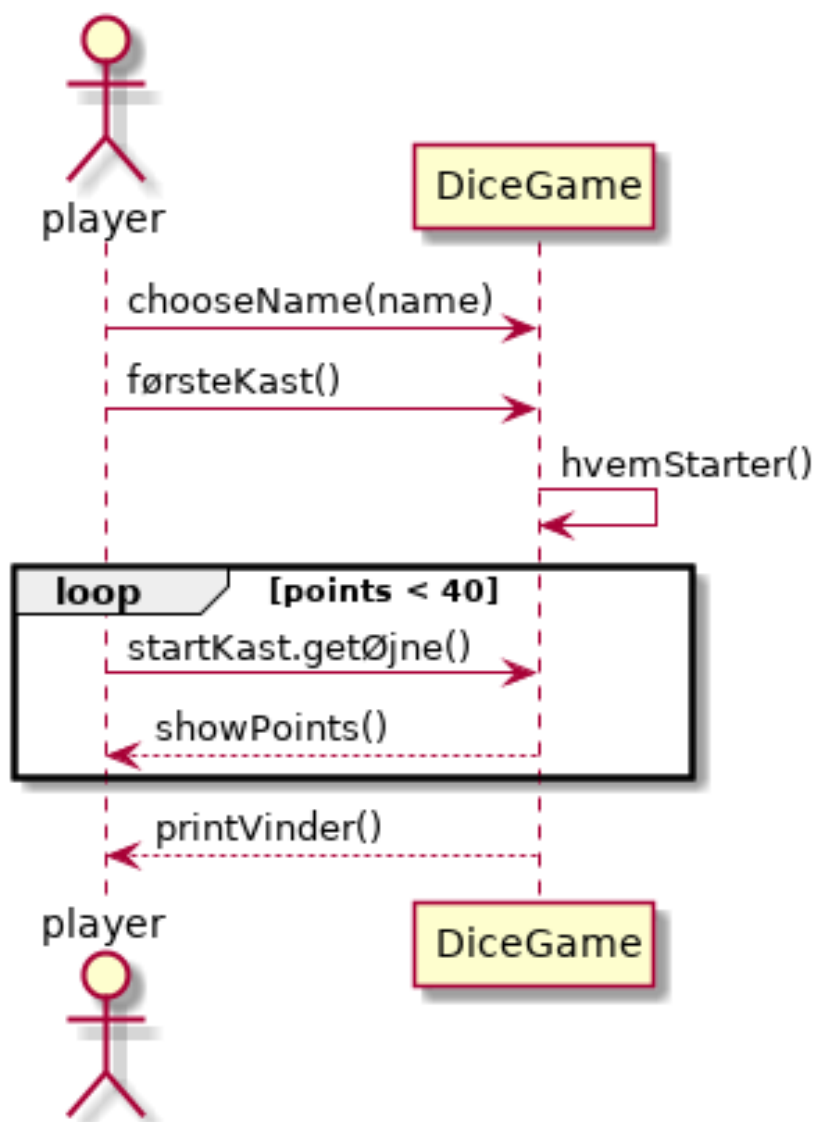 player
DiceGame
chooseName(name)
førsteKast()
hvemStarter()
loop [points < 40]
startKast.getØjne()
showPoints()
printVinder()
player
DiceGame